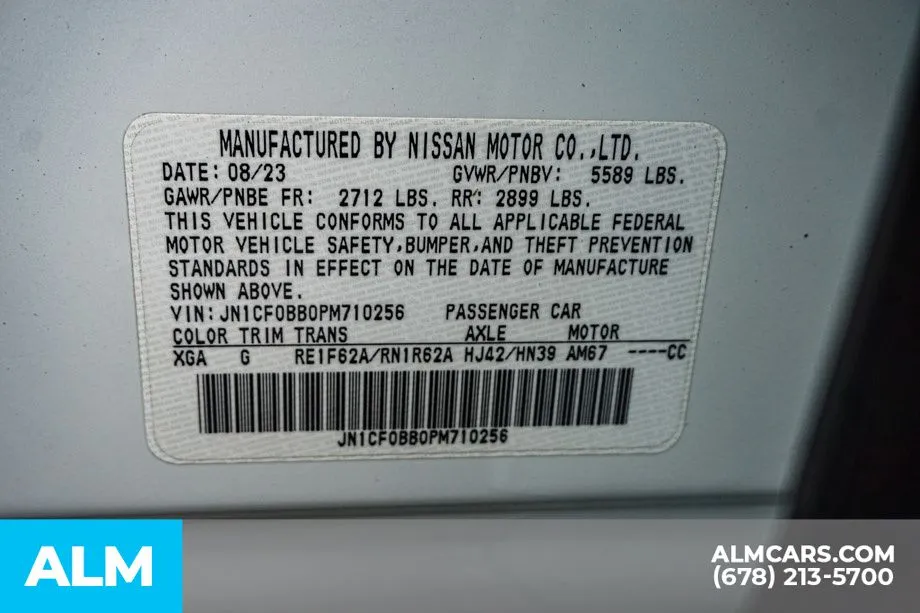 MANUFACTURED BY NISSAN MOTOR CO.,LTD.
DATE: 08/23 GVWR/PNBV: 5589 LBS.
GAWR/PNBE FR: 2712 LBS. RR: 2899 LBS.
THIS VEHICLE CONFORMS TO ALL APPLICABLE FEDERAL
MOTOR VEHICLE SAFETY,BUMPER,AND THEFT PREVENTION
STANDARDS IN EFFECT ON THE DATE OF MANUFACTURE
SHOWN ABOVE.
VIN: JN1CF0BB0PM710256 PASSENGER CAR
COLOR TRIM TRANS AXLE MOTOR
XGA G RE1F62A/RN1R62A HJ42/HN39 AM67 ----CC
JN1CF0BB0PM710256
ALM
ALMCARS.COM
(678) 213-5700